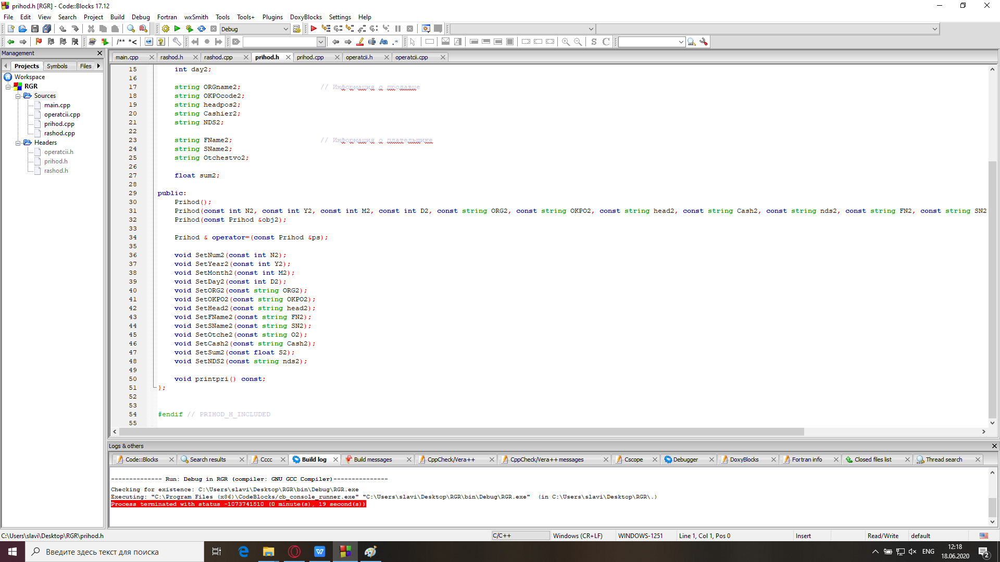 prihod.h [RGR] - Code::Blocks 17.12
File Edit View Search Project Build Debug Fortran wxSmith Tools Tools+ Plugins DoxyBlocks Settings Help
Debug
/** *<
Management
main.cpp rashod.h rashod.cpp prihod.h prihod.cpp operatcii.h operatcii.cpp
Projects Symbols Files
Workspace
RGR
Sources
main.cpp
operatcii.cpp
prihod.cpp
rashod.cpp
Headers
operatcii.h
prihod.h
rashod.h
15 int day2;
16
17 string ORGname2; // Информация о продавце
18 string OKPOcode2;
19 string headpos2;
20 string Cashier2;
21 string NDS2;
22
23 string FName2; // Информация о плательщике
24 string SName2;
25 string Otchestvo2;
26
27 float sum2;
28
29 public:
30 Prihod();
31 Prihod(const int N2, const int Y2, const int M2, const int D2, const string ORG2, const string OKPO2, const string head2, const string Cash2, const string nds2, const string FN2, const string SN2
32 Prihod(const Prihod &obj2);
33
34 Prihod & operator=(const Prihod &ps);
35
36 void SetNum2(const int N2);
37 void SetYear2(const int Y2);
38 void SetMonth2(const int M2);
39 void SetDay2(const int D2);
40 void SetORG2(const string ORG2);
41 void SetOKPO2(const string OKPO2);
42 void SetHead2(const string head2);
43 void SetFName2(const string FN2);
44 void SetSName2(const string SN2);
45 void SetOtche2(const string O2);
46 void SetCash2(const string Cash2);
47 void SetSum2(const float S2);
48 void SetNDS2(const string nds2);
49
50 void printpri() const;
51 };
52
53
54 #endif // PRIHOD_H_INCLUDED
55
Logs & others
Code::Blocks Search results Cccc Build log Build messages CppCheck/Vera++ CppCheck/Vera++ messages Cscope Debugger DoxyBlocks Fortran info Closed files list Thread search
-------------- Run: Debug in RGR (compiler: GNU GCC Compiler)---------------
Checking for existence: C:\Users\slavi\Desktop\RGR\bin\Debug\RGR.exe
Executing: "C:\Program Files (x86)\CodeBlocks/cb_console_runner.exe" "C:\Users\slavi\Desktop\RGR\bin\Debug\RGR.exe"  (in C:\Users\slavi\Desktop\RGR\.)
Process terminated with status -1073741510 (0 minute(s), 19 second(s))
C:\Users\slavi\Desktop\RGR\prihod.h C/C++ Windows (CR+LF) WINDOWS-1251 Line 1, Col 1, Pos 0 Insert Read/Write default
Введите здесь текст для поиска
ENG
12:18
18.06.2020
2